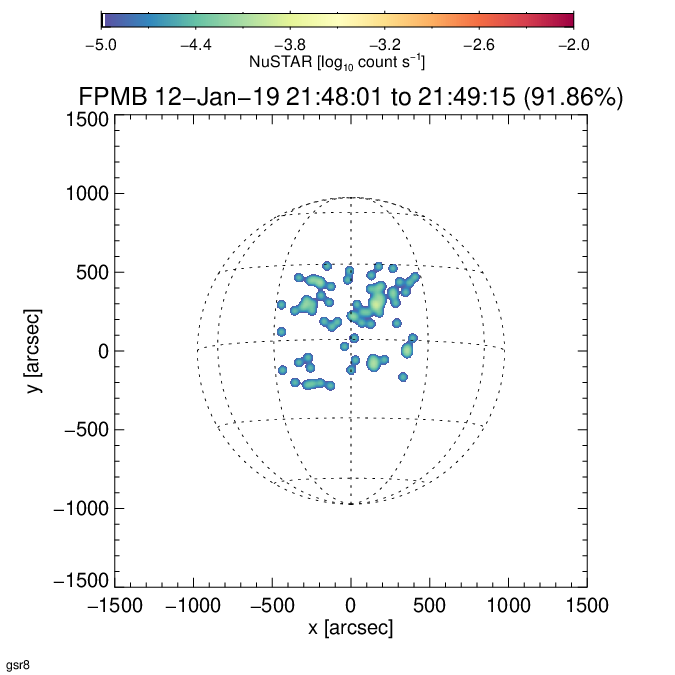 −5.0 −4.4 −3.8 −3.2 −2.6 −2.0
NuSTAR [log10 count s−1]
FPMB 12−Jan−19 21:48:01 to 21:49:15 (91.86%)
1500
1000
500
0
−500
−1000
−1500
y [arcsec]
−1500 −1000 −500 0 500 1000 1500
x [arcsec]
gsr8